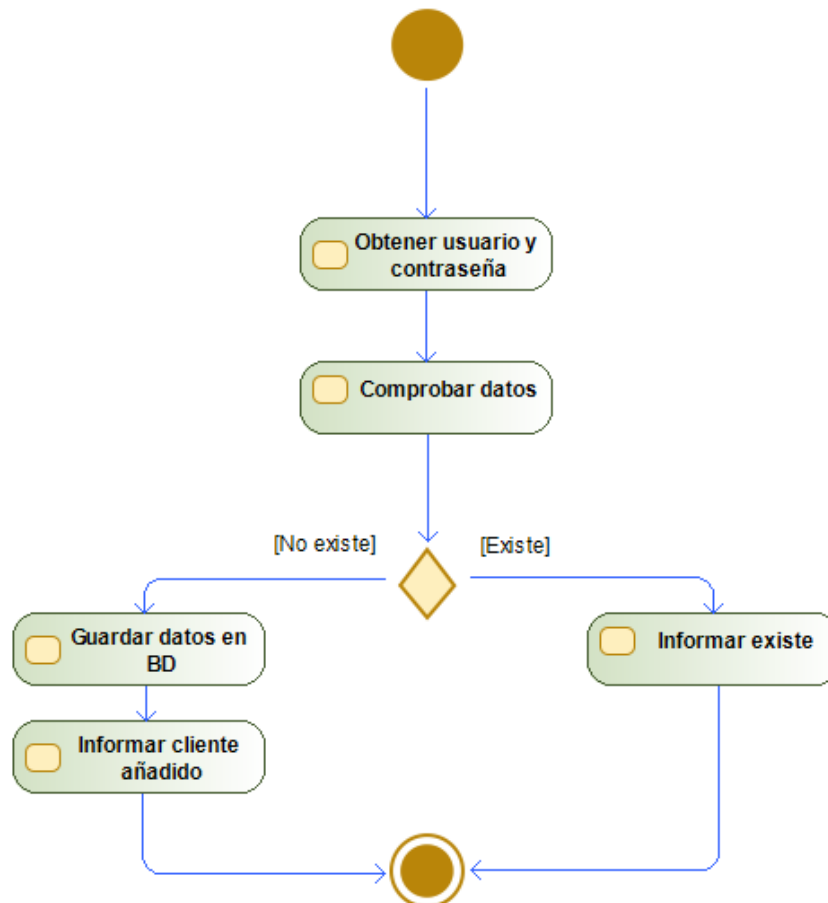 Obtener usuario y
contraseña
Comprobar datos
[No existe]
[Existe]
Guardar datos en
BD
Informar existe
Informar cliente
añadido